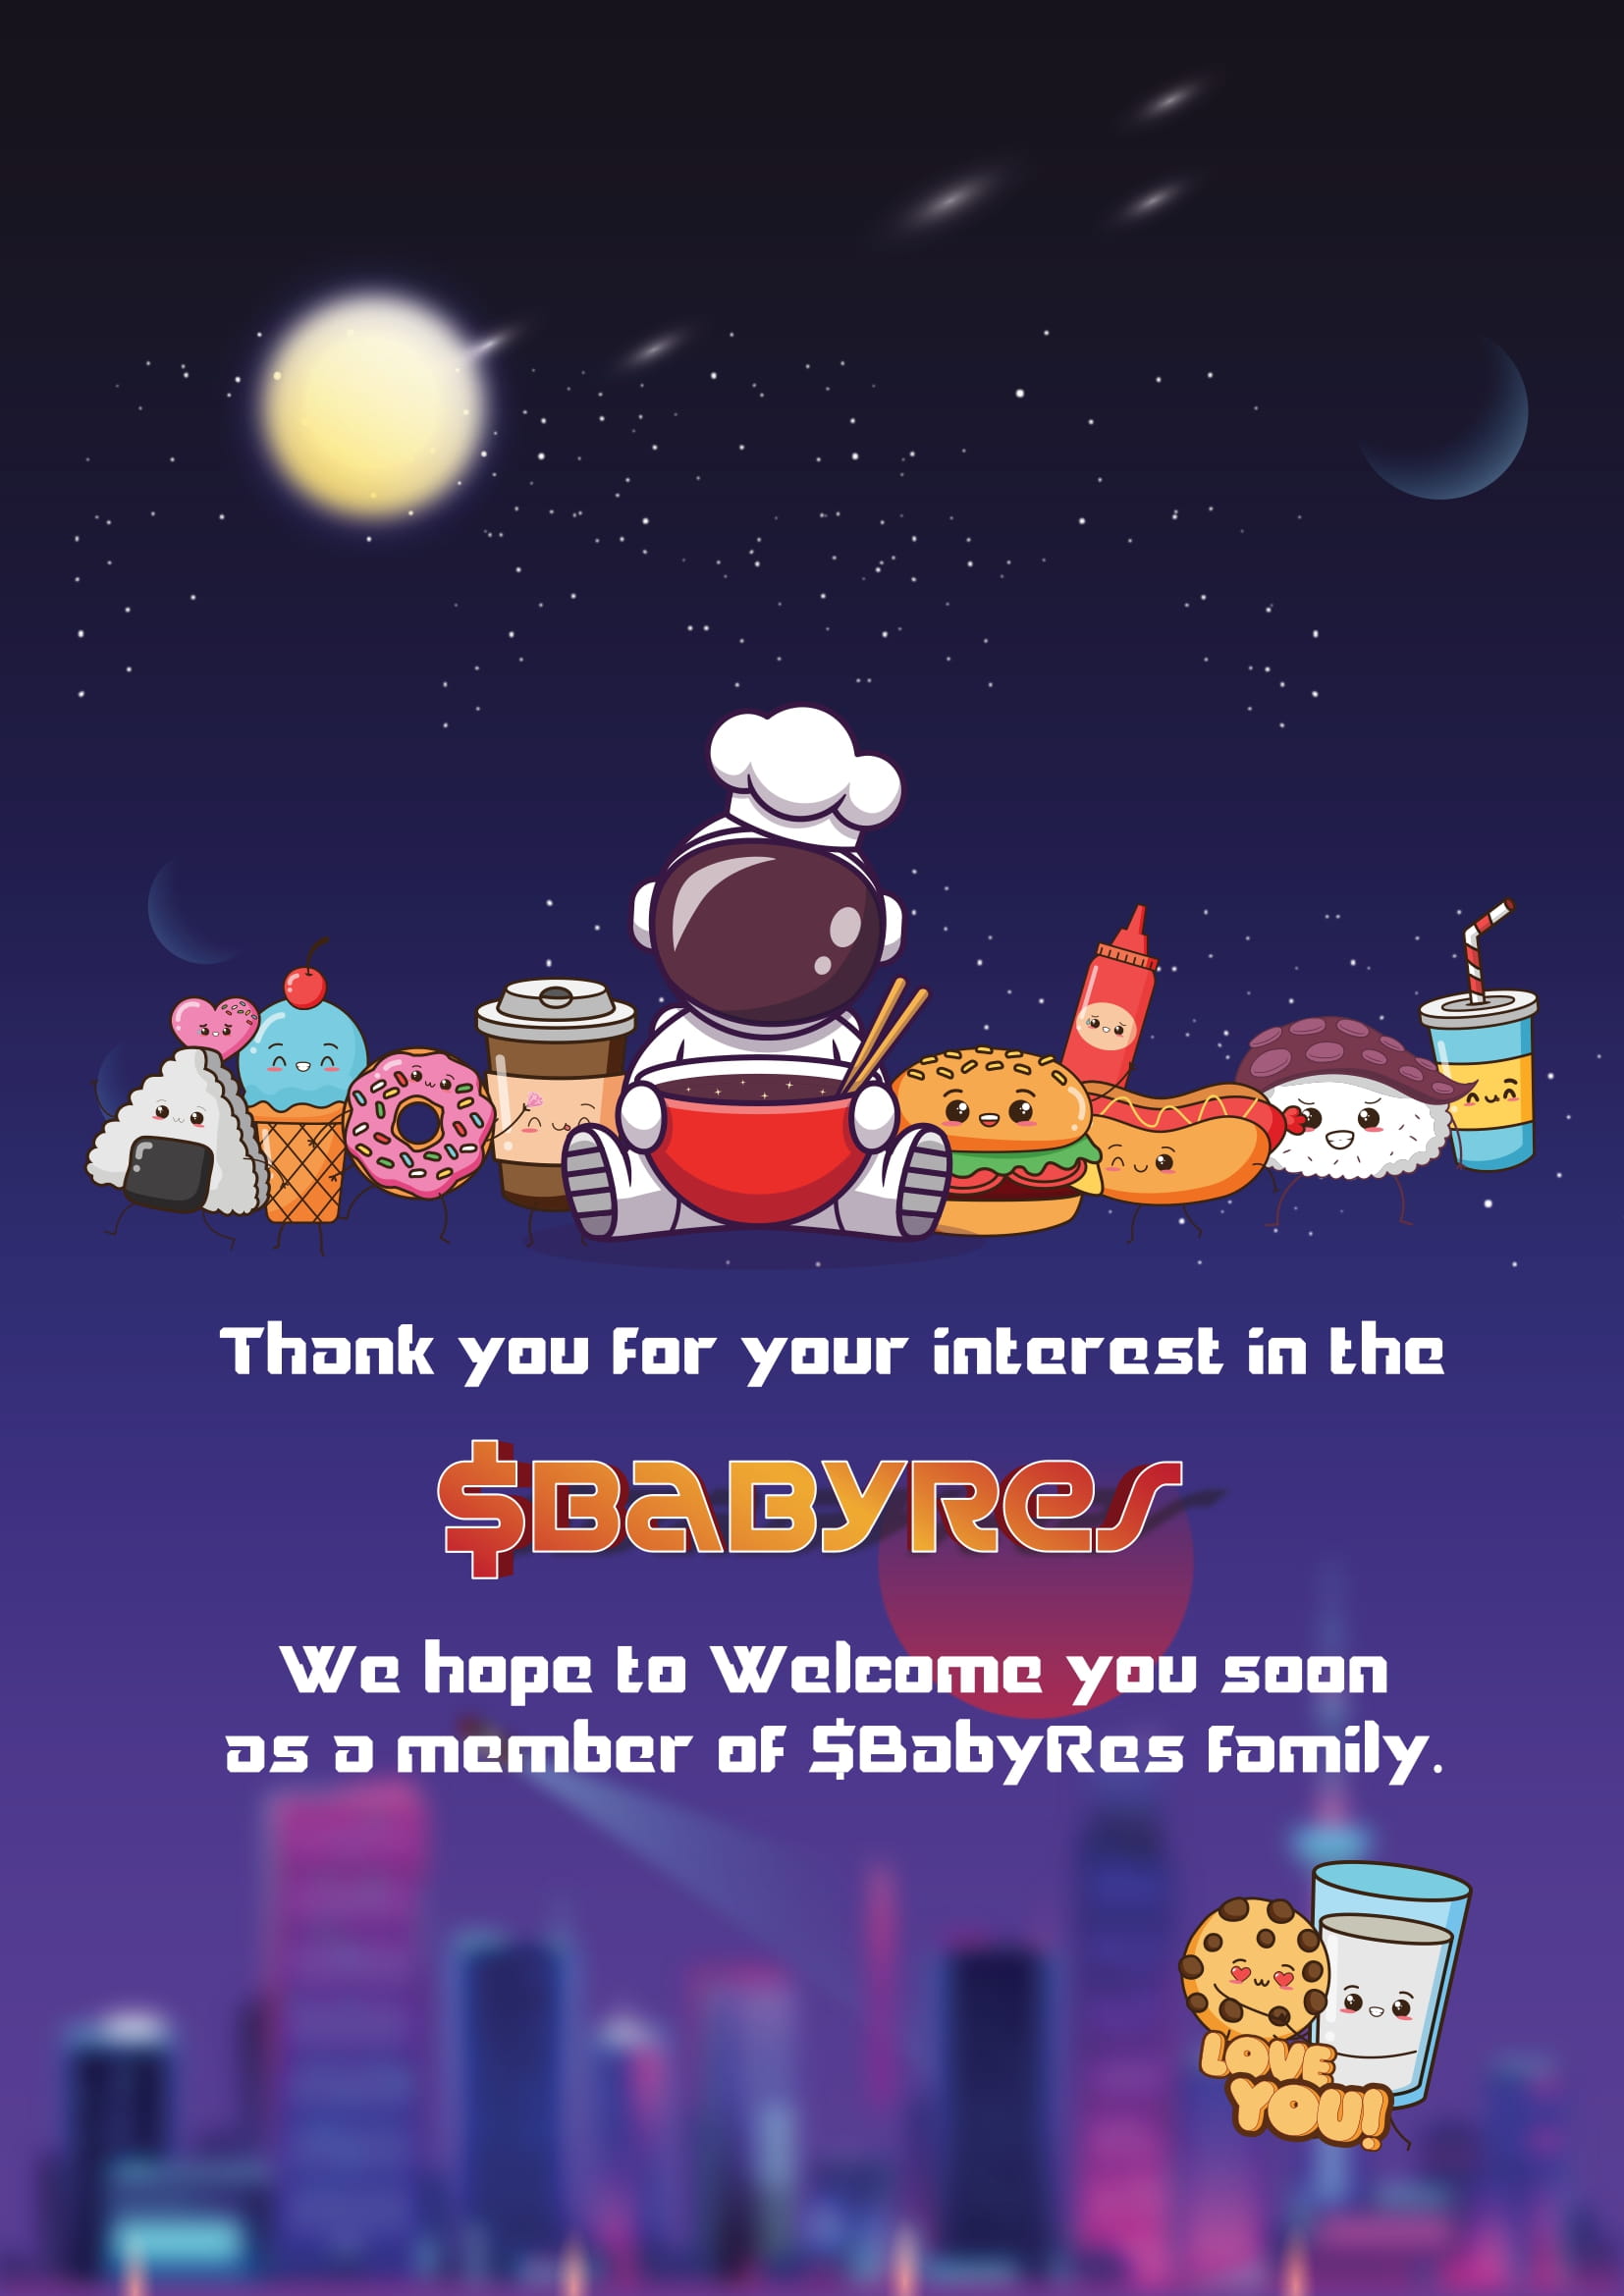 Thank you for your interest in the
$BabyRes
We hope to Welcome you soon
as a member of $BabyRes family.
LOVE
YOU!